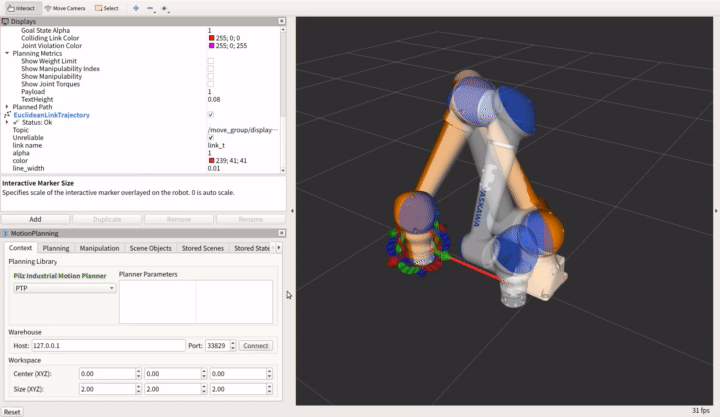 Interact Move Camera Select
Displays
Goal State Alpha 1
Colliding Link Color 255; 0; 0
Joint Violation Color 255; 0; 255
Planning Metrics
Show Weight Limit
Show Manipulability Index
Show Manipulability
Show Joint Torques
Payload 1
TextHeight 0.08
Planned Path
EuclideanLinkTrajectory
Status: Ok
Topic /move_group/display…
Unreliable
link name link_t
alpha 1
color 239; 41; 41
line_width 0.01
Interactive Marker Size
Specifies scale of the interactive marker overlayed on the robot. 0 is auto scale.
Add Duplicate Remove Rename
MotionPlanning
Context Planning Manipulation Scene Objects Stored Scenes Stored State
Planning Library
Pilz Industrial Motion Planner Planner Parameters
PTP
Warehouse
Host: 127.0.0.1 Port: 33829 Connect
Workspace
Center (XYZ): 0.00 0.00 0.00
Size (XYZ): 2.00 2.00 2.00
Reset 31 fps
YASKAWA